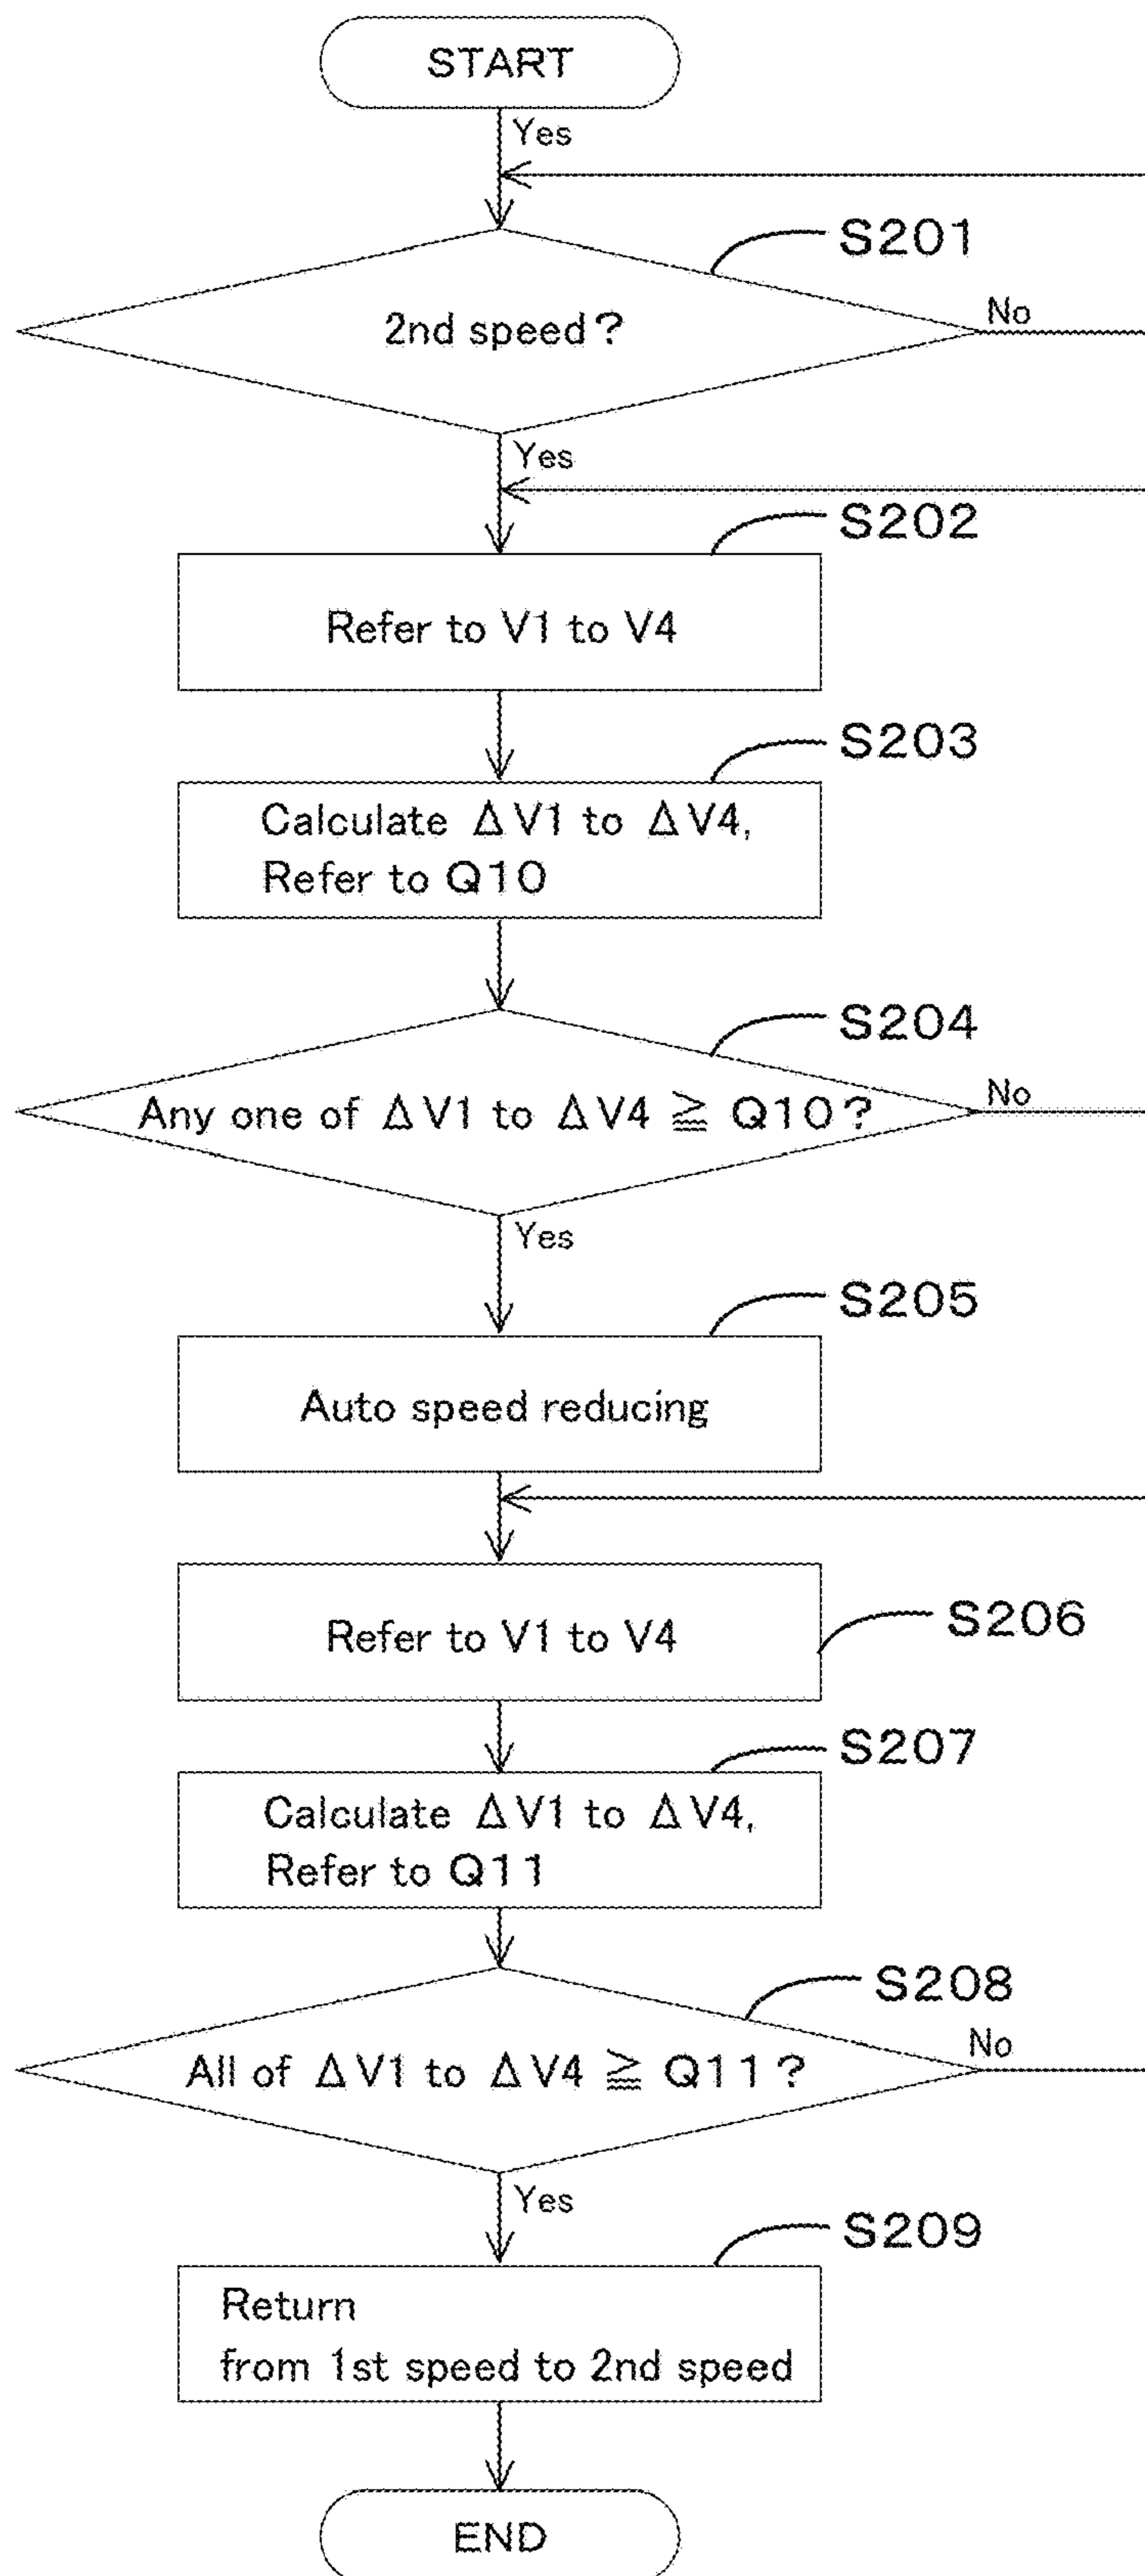 START
Yes
S201
2nd speed?
No
Yes
S202
Refer to V1 to V4
S203
Calculate ΔV1 to ΔV4,
Refer to Q10
S204
Any one of ΔV1 to ΔV4 ≧ Q10?
No
Yes
S205
Auto speed reducing
Refer to V1 to V4
S206
S207
Calculate ΔV1 to ΔV4,
Refer to Q11
S208
All of ΔV1 to ΔV4 ≧ Q11?
No
Yes
S209
Return
from 1st speed to 2nd speed
END